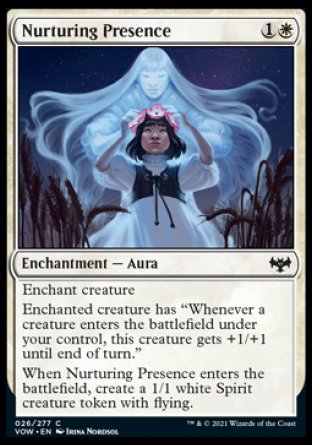 Nurturing Presence 1
Enchantment — Aura
Enchant creature
Enchanted creature has “Whenever a
creature enters the battlefield under
your control, this creature gets +1/+1
until end of turn.”
When Nurturing Presence enters the
battlefield, create a 1/1 white Spirit
creature token with flying.
026/277 C
VOW • EN Irina Nordsol
™ & © 2021 Wizards of the Coast